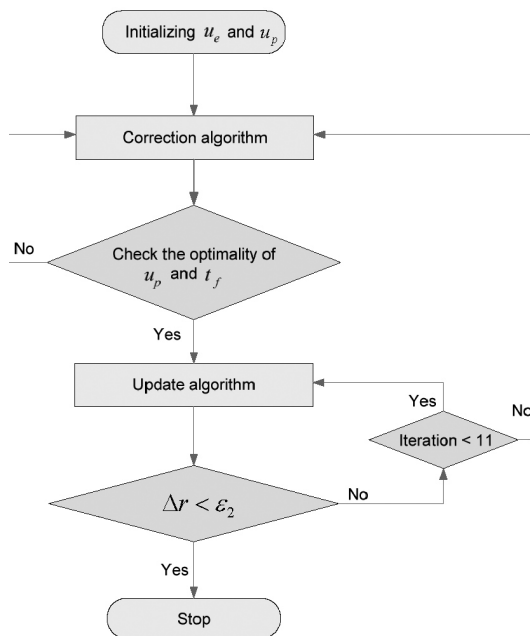 Initializing u_e and u_p
Correction algorithm
No
Check the optimality of
u_p and t_f
Yes
Update algorithm
Yes
No
Iteration < 11
Δr < ε_2
No
Yes
Stop